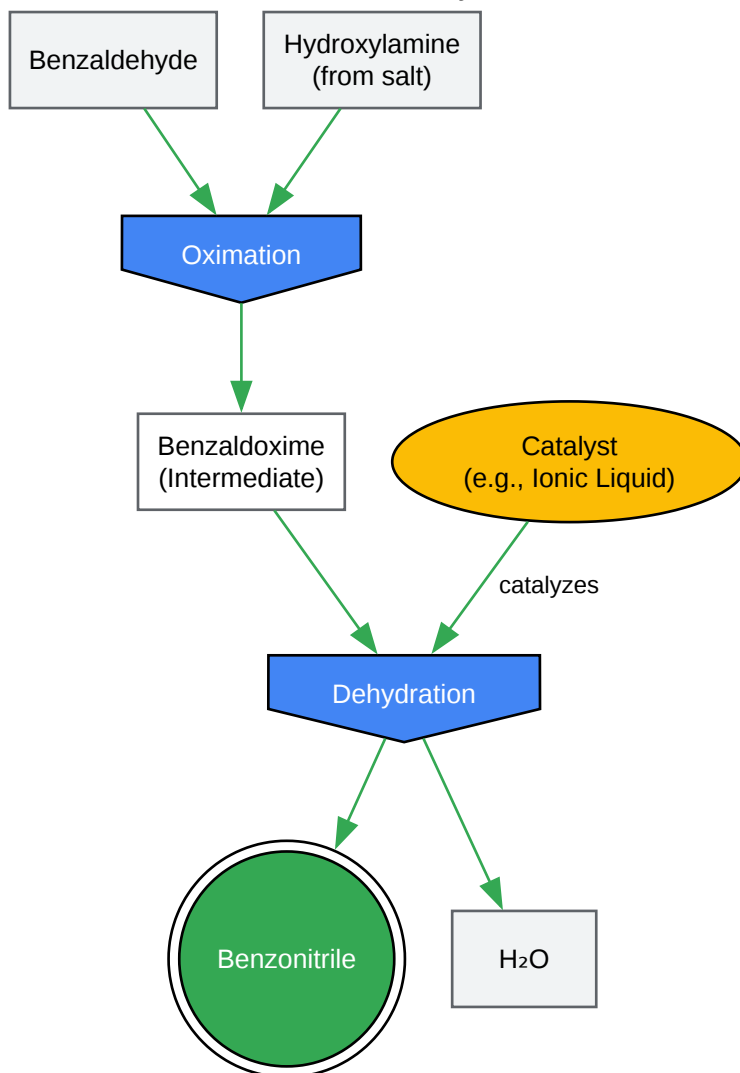 Benzaldehyde
Hydroxylamine
(from salt)
Oximation
Benzaldoxime
(Intermediate)
Catalyst
(e.g., Ionic Liquid)
catalyzes
Dehydration
Benzonitrile
H₂O